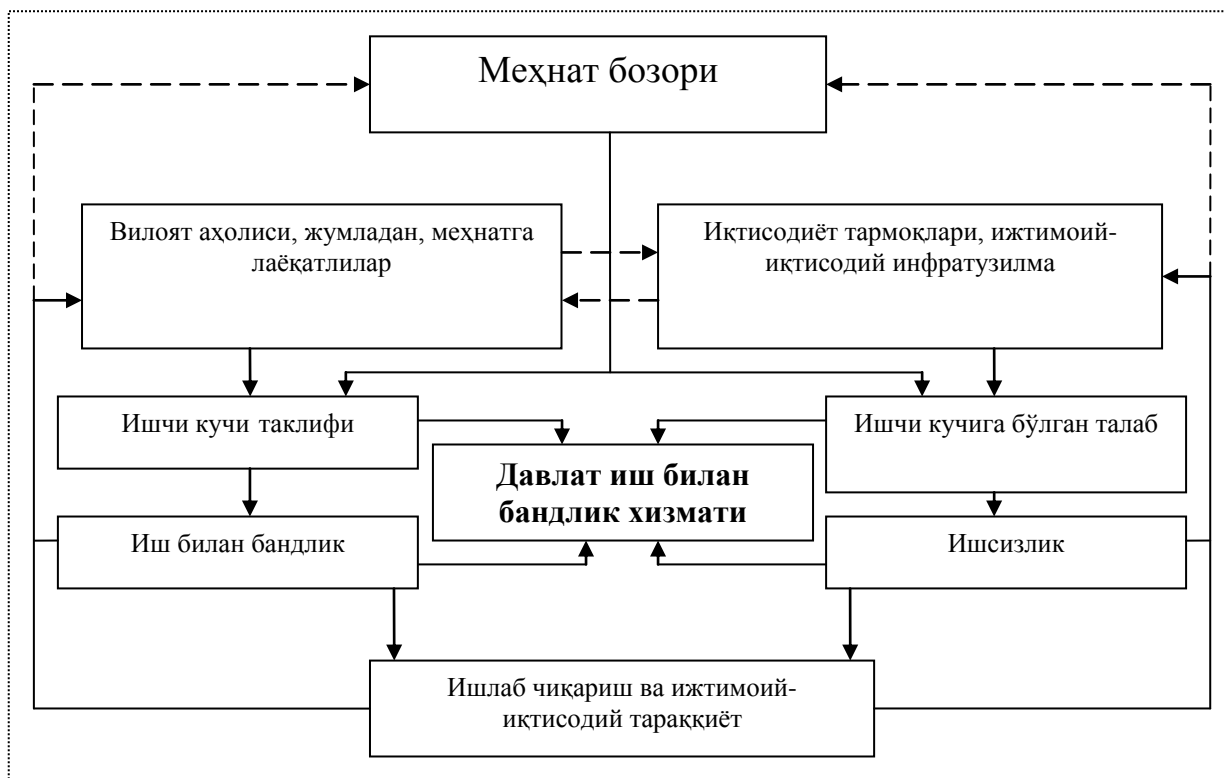 Меҳнат бозори
Вилоят аҳолиси, жумладан, меҳнатга
лаёқатлилар
Иқтисодиёт тармоқлари, ижтимоий-
иқтисодий инфратузилма
Ишчи кучи таклифи
Ишчи кучига бўлган талаб
Давлат иш билан
бандлик хизмати
Иш билан бандлик
Ишсизлик
Ишлаб чиқариш ва ижтимоий-
иқтисодий тараққиёт